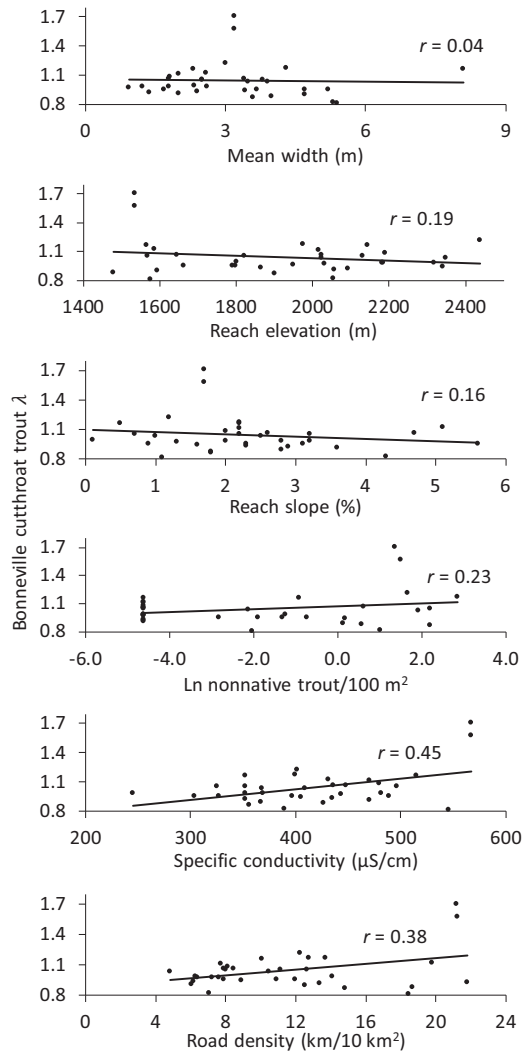 1.7
1.4
1.1
0.8
r = 0.04
0 3 6 9
Mean width (m)
1.7
1.4
1.1
0.8
r = 0.19
1400 1600 1800 2000 2200 2400
Reach elevation (m)
Bonneville cutthroat trout λ
1.7
1.4
1.1
0.8
r = 0.16
0 1 2 3 4 5 6
Reach slope (%)
1.7
1.4
1.1
0.8
r = 0.23
-6.0 -4.0 -2.0 0.0 2.0 4.0
Ln nonnative trout/100 m²
1.7
1.4
1.1
0.8
r = 0.45
200 300 400 500 600
Specific conductivity (µS/cm)
1.7
1.4
1.1
0.8
r = 0.38
0 4 8 12 16 20 24
Road density (km/10 km²)